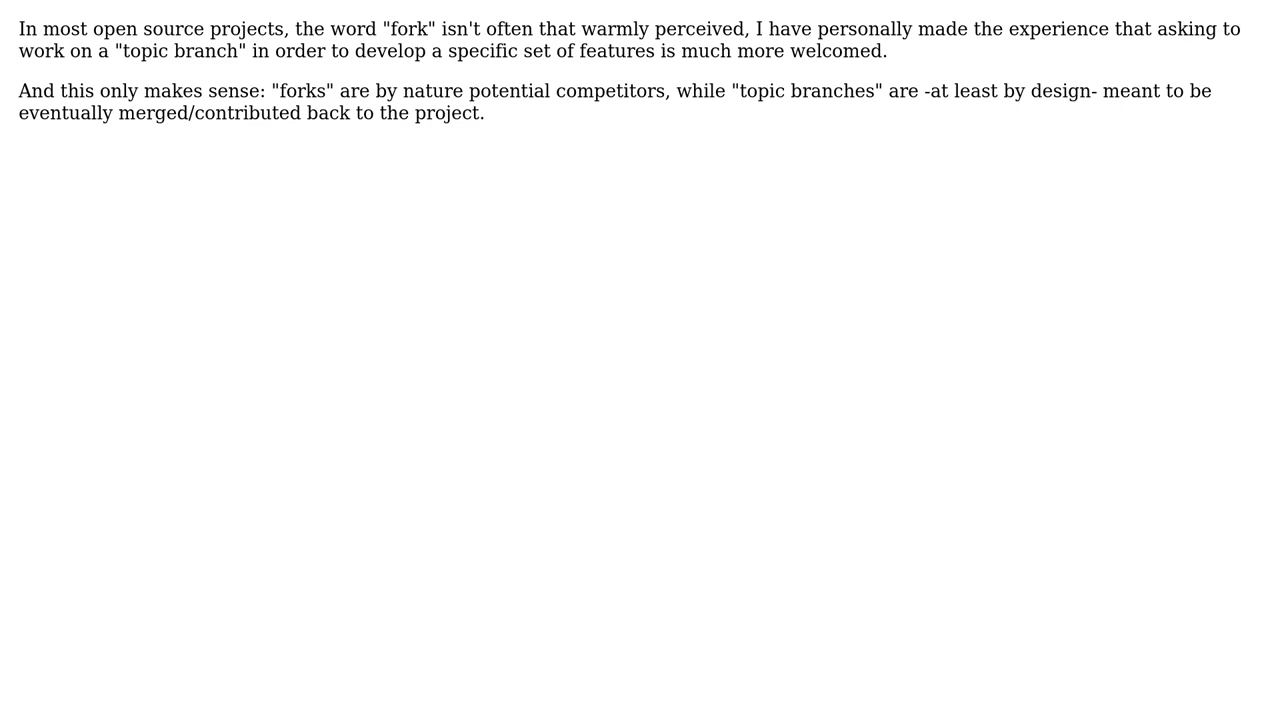 In most open source projects, the word "fork" isn't often that warmly perceived, I have personally made the experience that asking to
work on a "topic branch" in order to develop a specific set of features is much more welcomed.
And this only makes sense: "forks" are by nature potential competitors, while "topic branches" are -at least by design- meant to be
eventually merged/contributed back to the project.